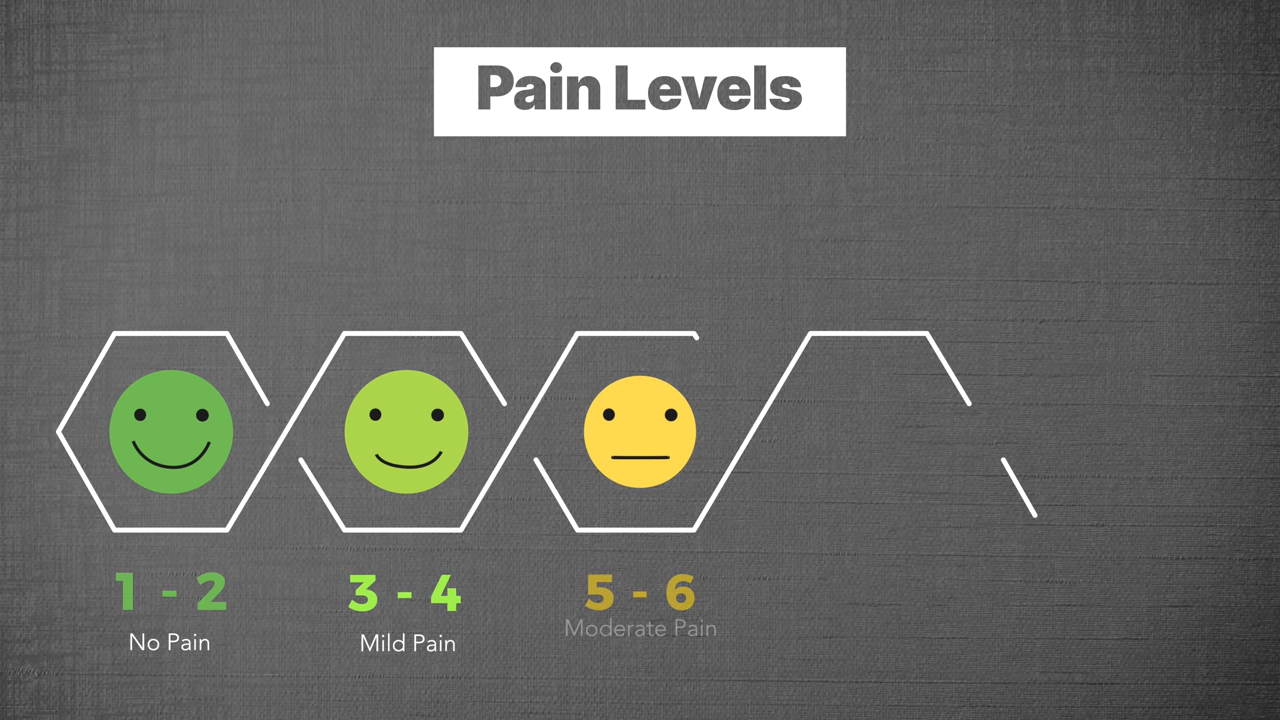 Pain Levels
1 - 2
3 - 4
5 - 6
No Pain
Mild Pain
Moderate Pain